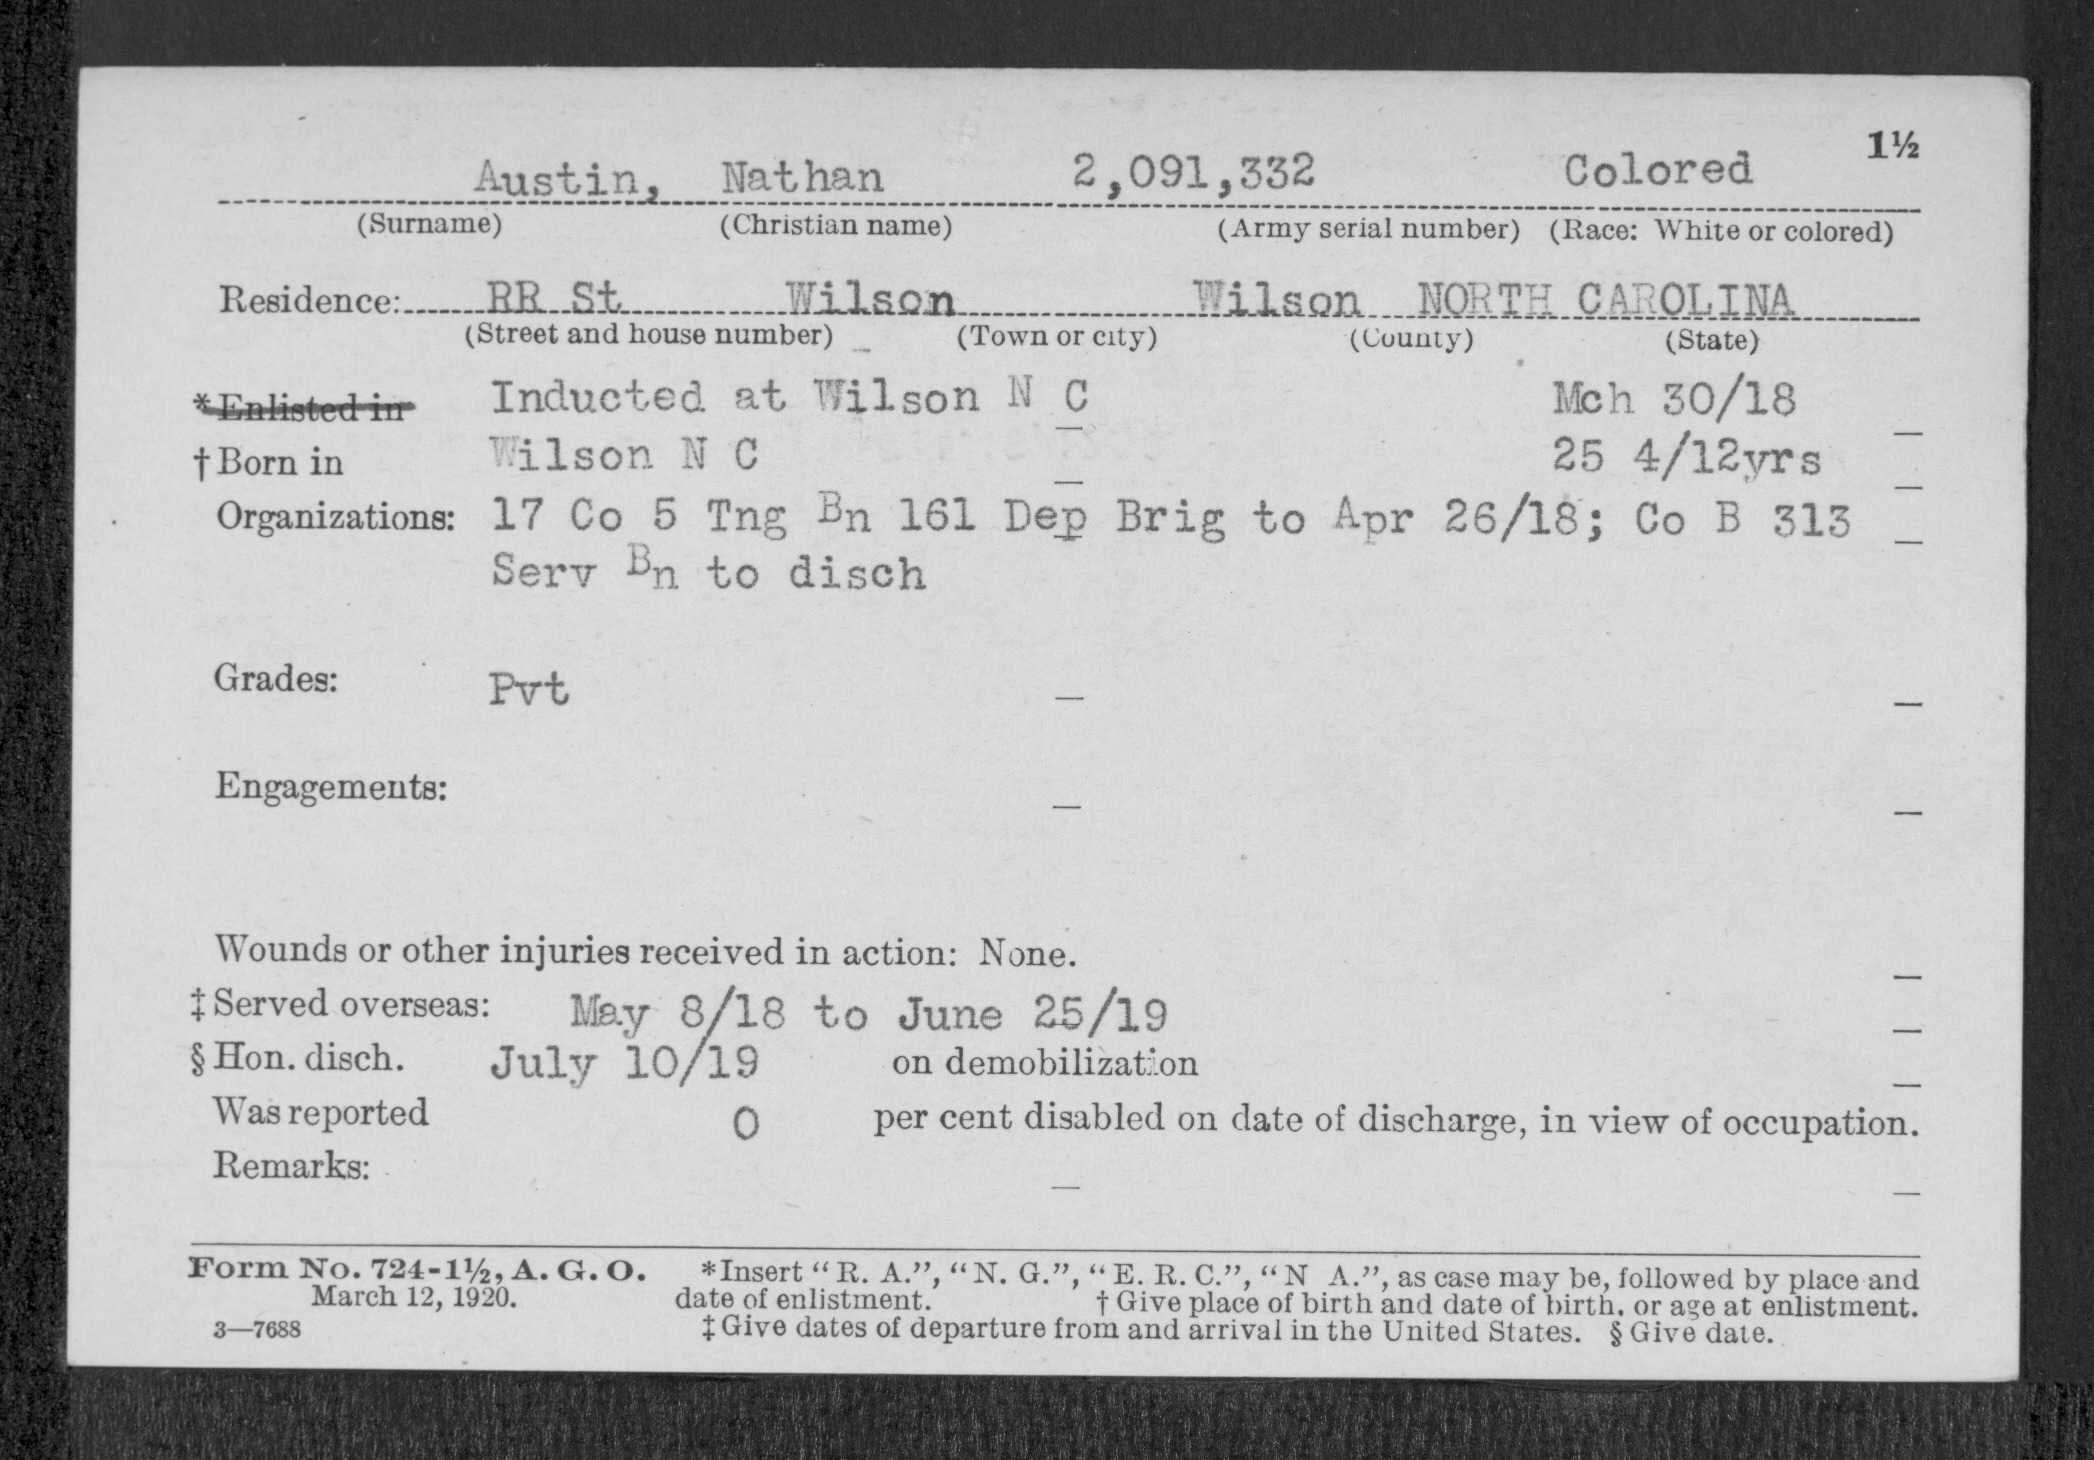 1½
Austin, Nathan 2,091,332 Colored
(Surname) (Christian name) (Army serial number) (Race: White or colored)
Residence: RR St Wilson Wilson NORTH CAROLINA
(Street and house number) (Town or city) (County) (State)
*Enlisted in Inducted at Wilson N C Mch 30/18
†Born in Wilson N C 25 4/12yrs
Organizations: 17 Co 5 Tng Bn 161 Dep Brig to Apr 26/18; Co B 313
Serv Bn to disch
Grades: Pvt
Engagements:
Wounds or other injuries received in action: None.
‡Served overseas: May 8/18 to June 25/19
§Hon. disch. July 10/19 on demobilization
Was reported 0 per cent disabled on date of discharge, in view of occupation.
Remarks:
Form No. 724-1½, A. G. O. *Insert “R. A.”, “N. G.”, “E. R. C.”, “N A.”, as case may be, followed by place and
March 12, 1920. date of enlistment. †Give place of birth and date of birth, or age at enlistment.
3—7688 ‡Give dates of departure from and arrival in the United States. §Give date.